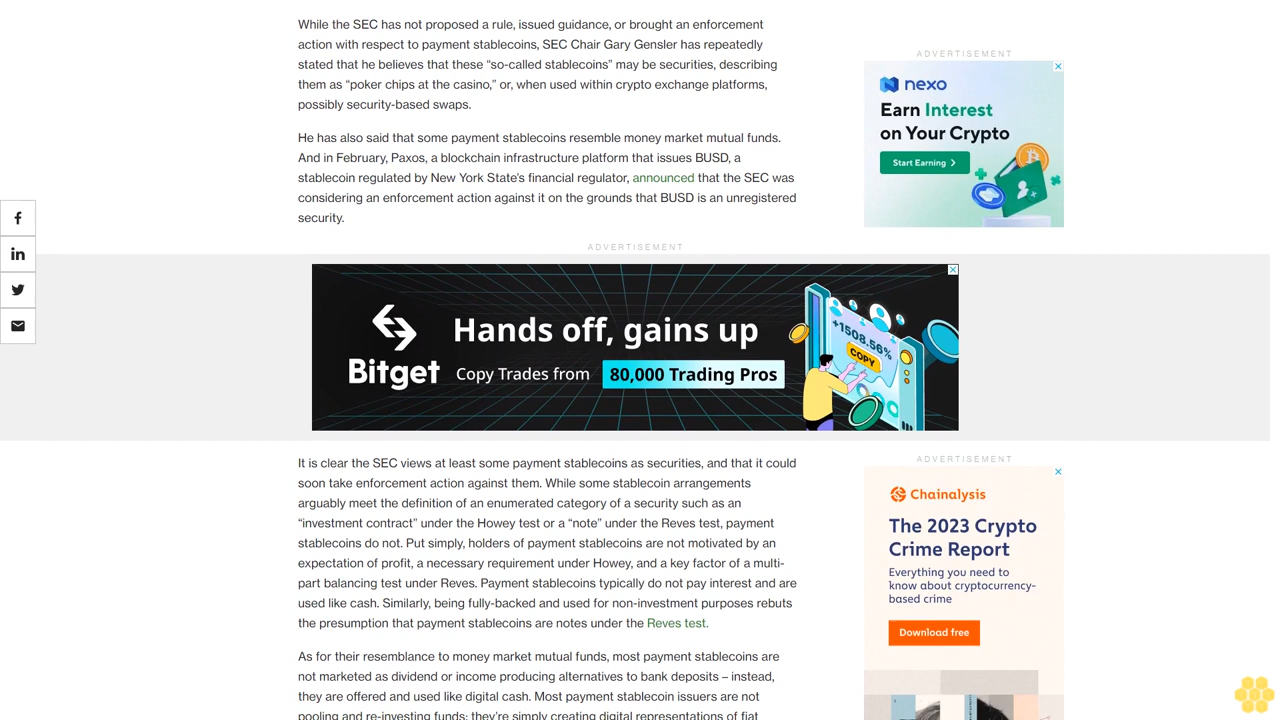 While the SEC has not proposed a rule, issued guidance, or brought an enforcement
action with respect to payment stablecoins, SEC Chair Gary Gensler has repeatedly
stated that he believes that these “so-called stablecoins” may be securities, describing
them as “poker chips at the casino,” or, when used within crypto exchange platforms,
possibly security-based swaps.
He has also said that some payment stablecoins resemble money market mutual funds.
And in February, Paxos, a blockchain infrastructure platform that issues BUSD, a
stablecoin regulated by New York State’s financial regulator, announced that the SEC was
considering an enforcement action against it on the grounds that BUSD is an unregistered
security.
ADVERTISEMENT
nexo
Earn Interest
on Your Crypto
Start Earning
ADVERTISEMENT
Bitget
Hands off, gains up
Copy Trades from 80,000 Trading Pros
+1508.56%
COPY
It is clear the SEC views at least some payment stablecoins as securities, and that it could
soon take enforcement action against them. While some stablecoin arrangements
arguably meet the definition of an enumerated category of a security such as an
“investment contract” under the Howey test or a “note” under the Reves test, payment
stablecoins do not. Put simply, holders of payment stablecoins are not motivated by an
expectation of profit, a necessary requirement under Howey, and a key factor of a multi-
part balancing test under Reves. Payment stablecoins typically do not pay interest and are
used like cash. Similarly, being fully-backed and used for non-investment purposes rebuts
the presumption that payment stablecoins are notes under the Reves test.
As for their resemblance to money market mutual funds, most payment stablecoins are
not marketed as dividend or income producing alternatives to bank deposits – instead,
they are offered and used like digital cash. Most payment stablecoin issuers are not
pooling and re-investing funds; they’re simply creating digital representations of fiat
ADVERTISEMENT
Chainalysis
The 2023 Crypto
Crime Report
Everything you need to
know about cryptocurrency-
based crime
Download free